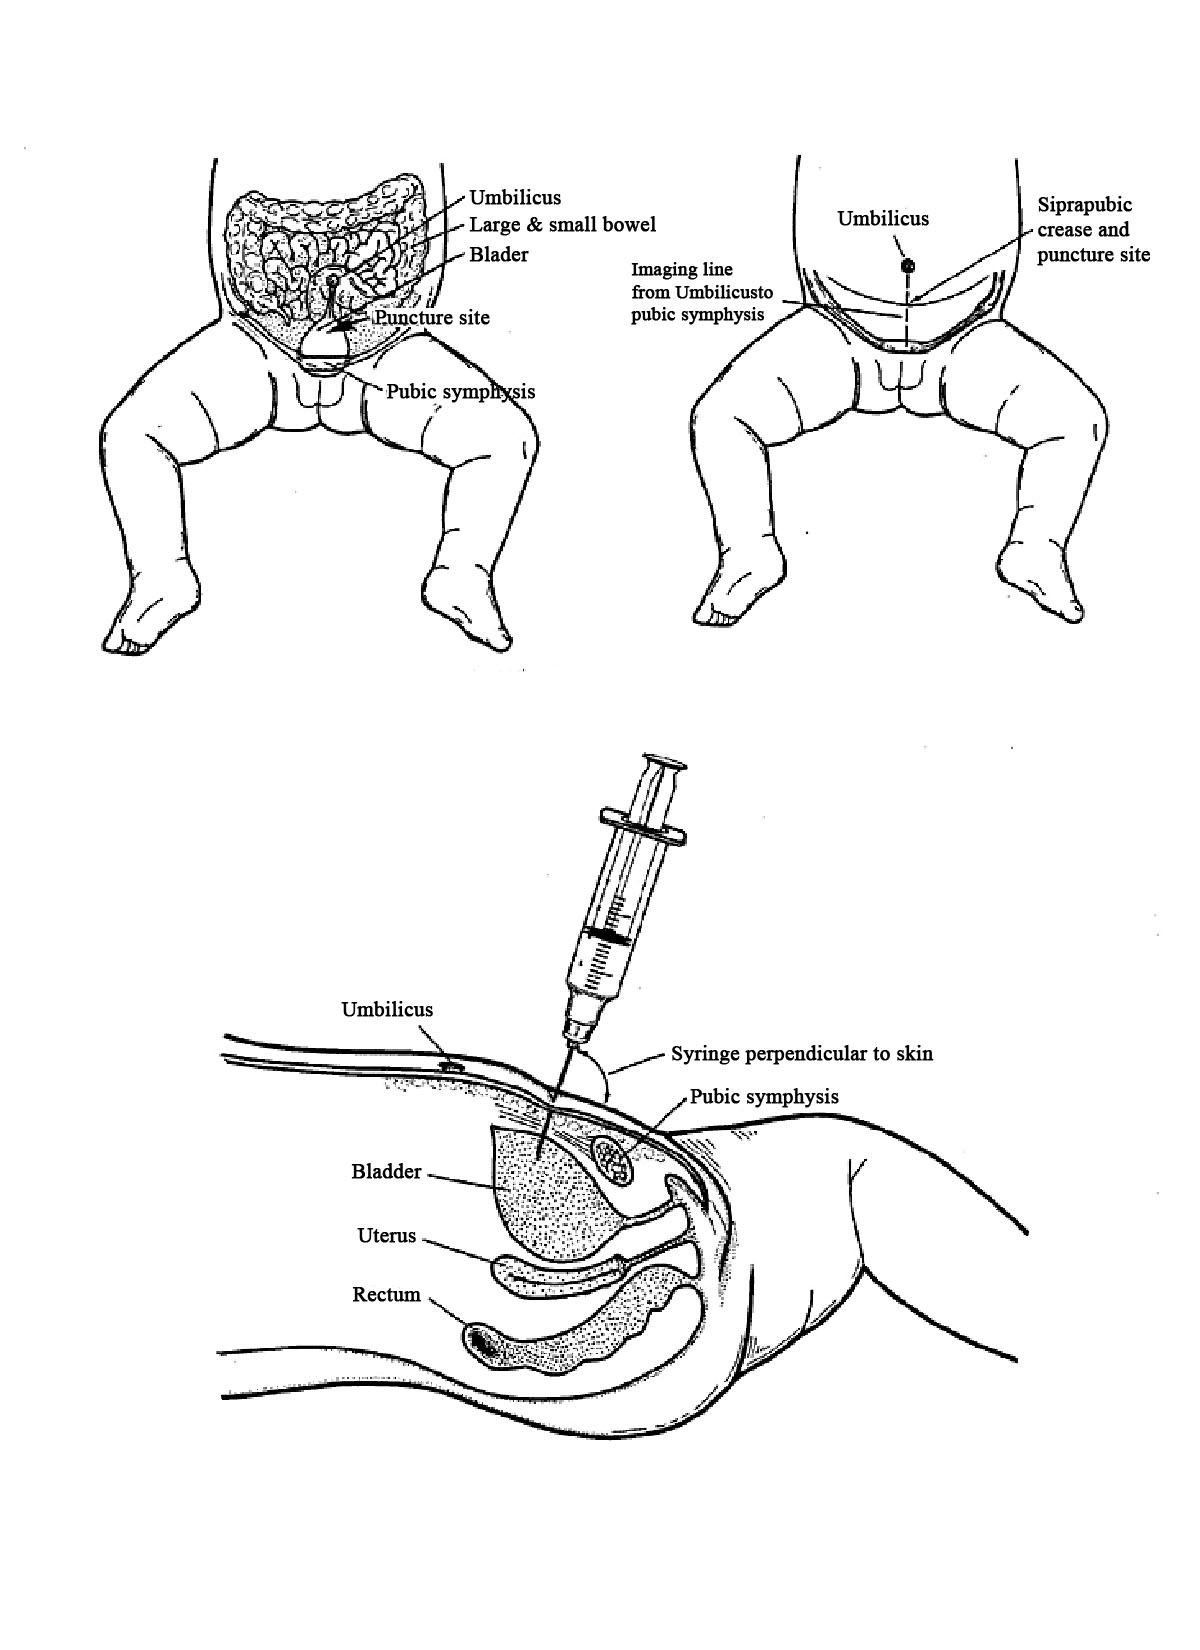 Umbilicus
Large & small bowel
Blader
Puncture site
Pubic symphysis
Umbilicus
Siprapubic
crease and
puncture site
Imaging line
from Umbilicusto
pubic symphysis
Umbilicus
Syringe perpendicular to skin
Pubic symphysis
Bladder
Uterus
Rectum